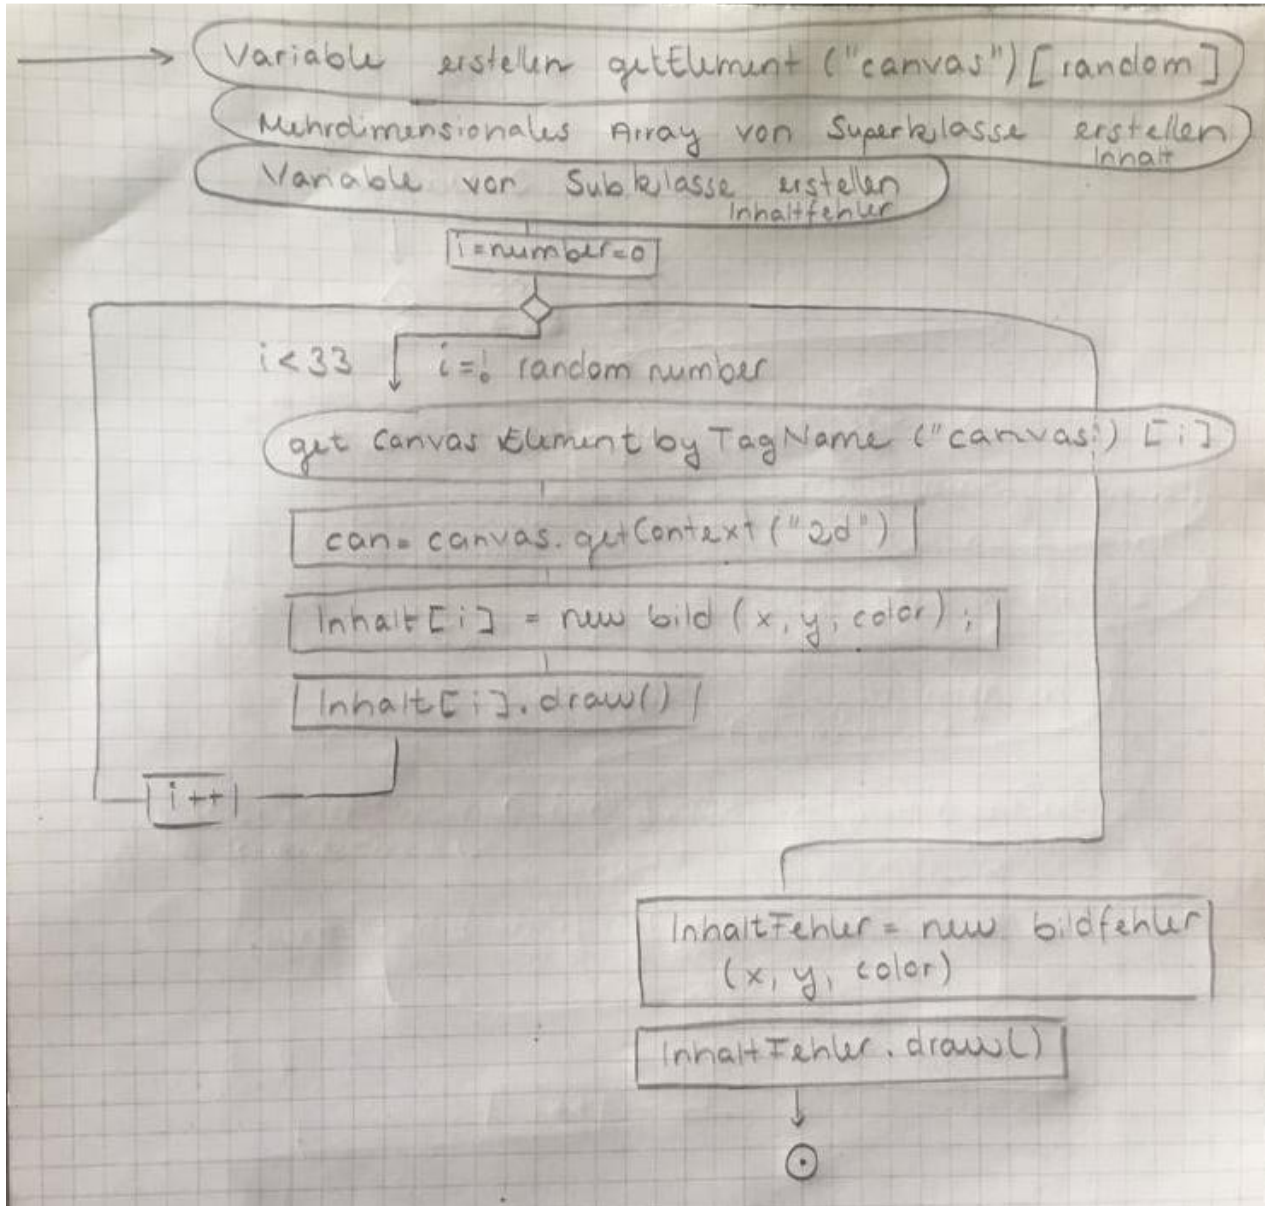 Variable erstellen getElement ("canvas") [random]
Mehrdimensionales Array von Superklasse erstellen
Inhalt
Variable von Subklasse erstellen
Inhaltfehler
i=number=0
i<33 i=! random number
get Canvas Element by TagName ("canvas") [i]
can= canvas.getContext ("2d")
Inhalt[i] = new bild (x, y, color);
Inhalt[i].draw()
i++
InhaltFehler = new bildfehler
(x, y, color)
InhaltFehler.draw()